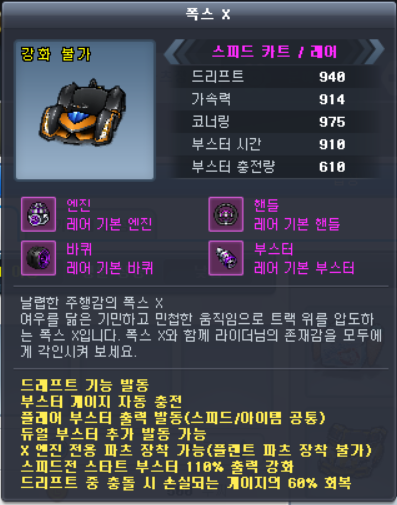 폭스 X
강화 불가
스피드 카트 / 레어
드리프트 940
가속력 914
코너링 975
부스터 시간 910
부스터 충전량 610
엔진
레어 기본 엔진
핸들
레어 기본 핸들
바퀴
레어 기본 바퀴
부스터
레어 기본 부스터
날렵한 주행감의 폭스 X
여우를 닮은 기민하고 민첩한 움직임으로 트랙 위를 압도하
는 폭스 X입니다. 폭스 X와 함께 라이더님의 존재감을 모두에
게 각인시켜 보세요.
드래프트 기능 발동
부스터 게이지 자동 충전
플레어 부스터 출력 발동(스피드/아이템 공통)
듀얼 부스터 추가 발동 가능
X 엔진 전용 파츠 장착 가능(플랜트 파츠 장착 불가)
스피드전 스타트 부스터 110% 출력 강화
드리프트 중 충돌 시 손실되는 게이지의 60% 회복